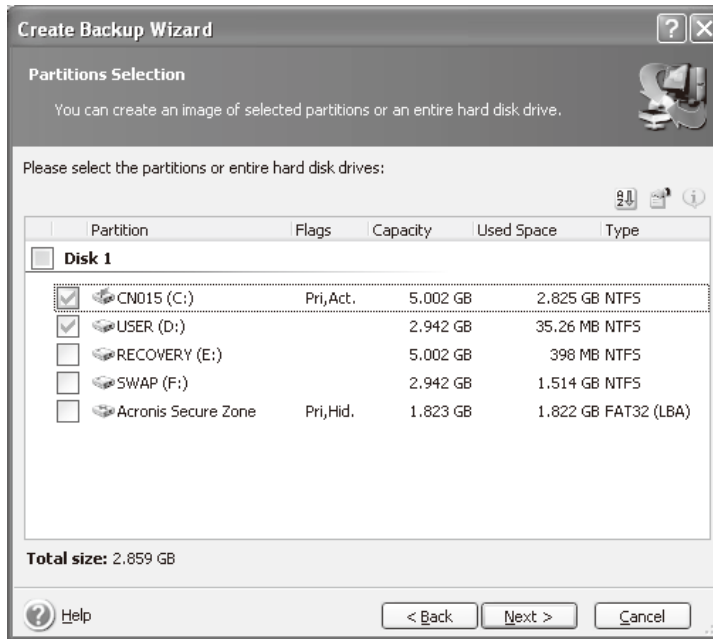 Create Backup Wizard
Partitions Selection
You can create an image of selected partitions or an entire hard disk drive.
Please select the partitions or entire hard disk drives:
Partition Flags Capacity Used Space Type
Disk 1
CN015 (C:) Pri,Act. 5.002 GB 2.825 GB NTFS
USER (D:) 2.942 GB 35.26 MB NTFS
RECOVERY (E:) 5.002 GB 398 MB NTFS
SWAP (F:) 2.942 GB 1.514 GB NTFS
Acronis Secure Zone Pri,Hid. 1.823 GB 1.822 GB FAT32 (LBA)
Total size: 2.859 GB
Help < Back Next > Cancel